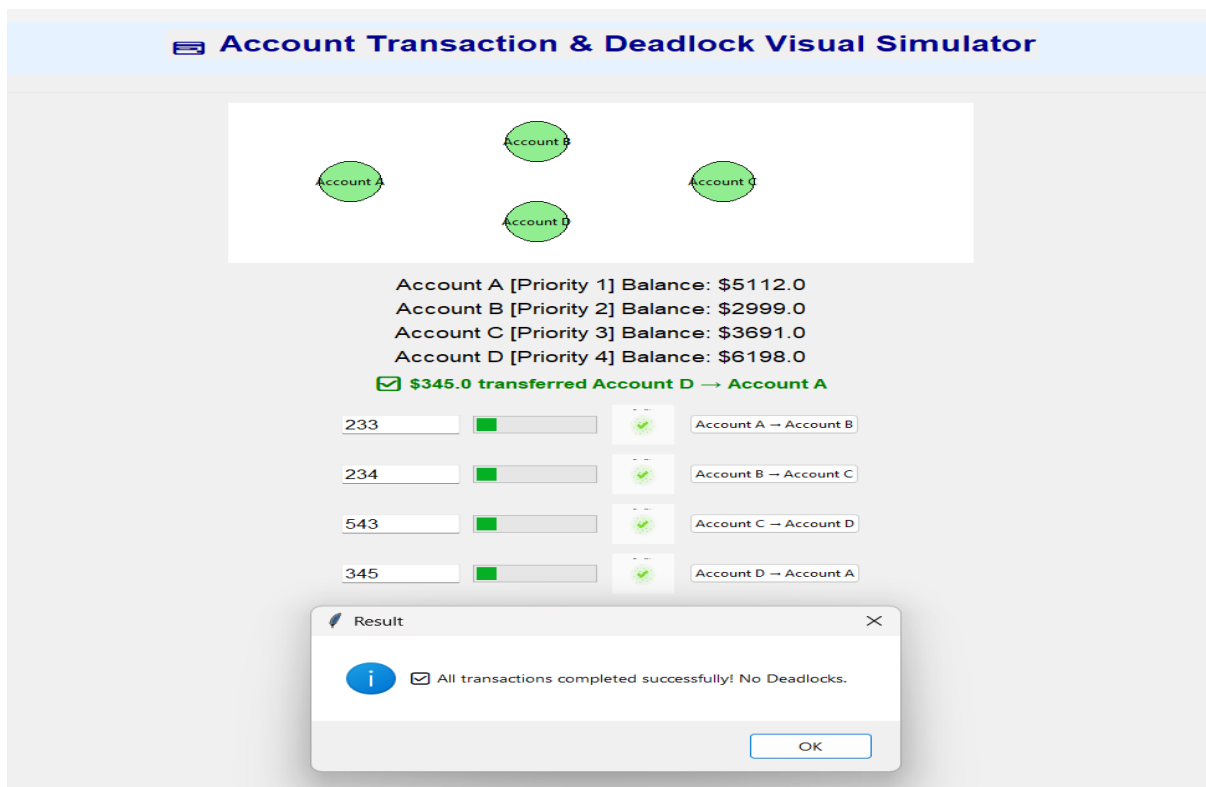 Account Transaction & Deadlock Visual Simulator
Account B
Account A
Account C
Account D
Account A [Priority 1] Balance: $5112.0
Account B [Priority 2] Balance: $2999.0
Account C [Priority 3] Balance: $3691.0
Account D [Priority 4] Balance: $6198.0
$345.0 transferred Account D → Account A
233 Account A → Account B
234 Account B → Account C
543 Account C → Account D
345 Account D → Account A
Result
All transactions completed successfully! No Deadlocks.
OK